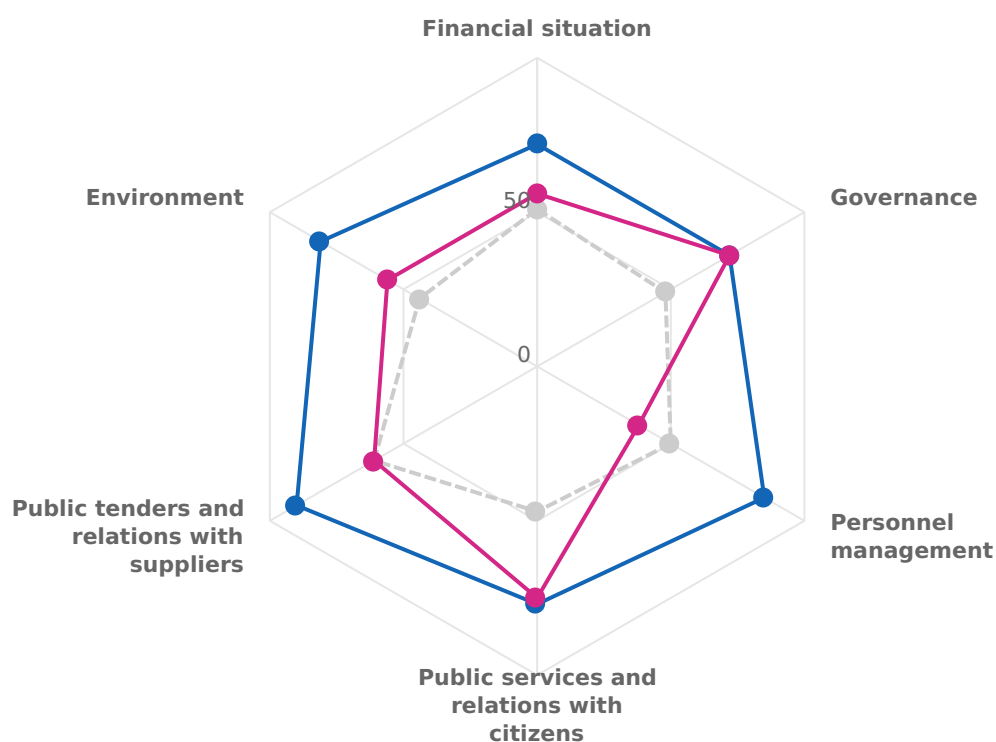 Financial situation
Environment
50
Governance
0
Public tenders and
relations with
suppliers
Personnel
management
Public services and
relations with
citizens